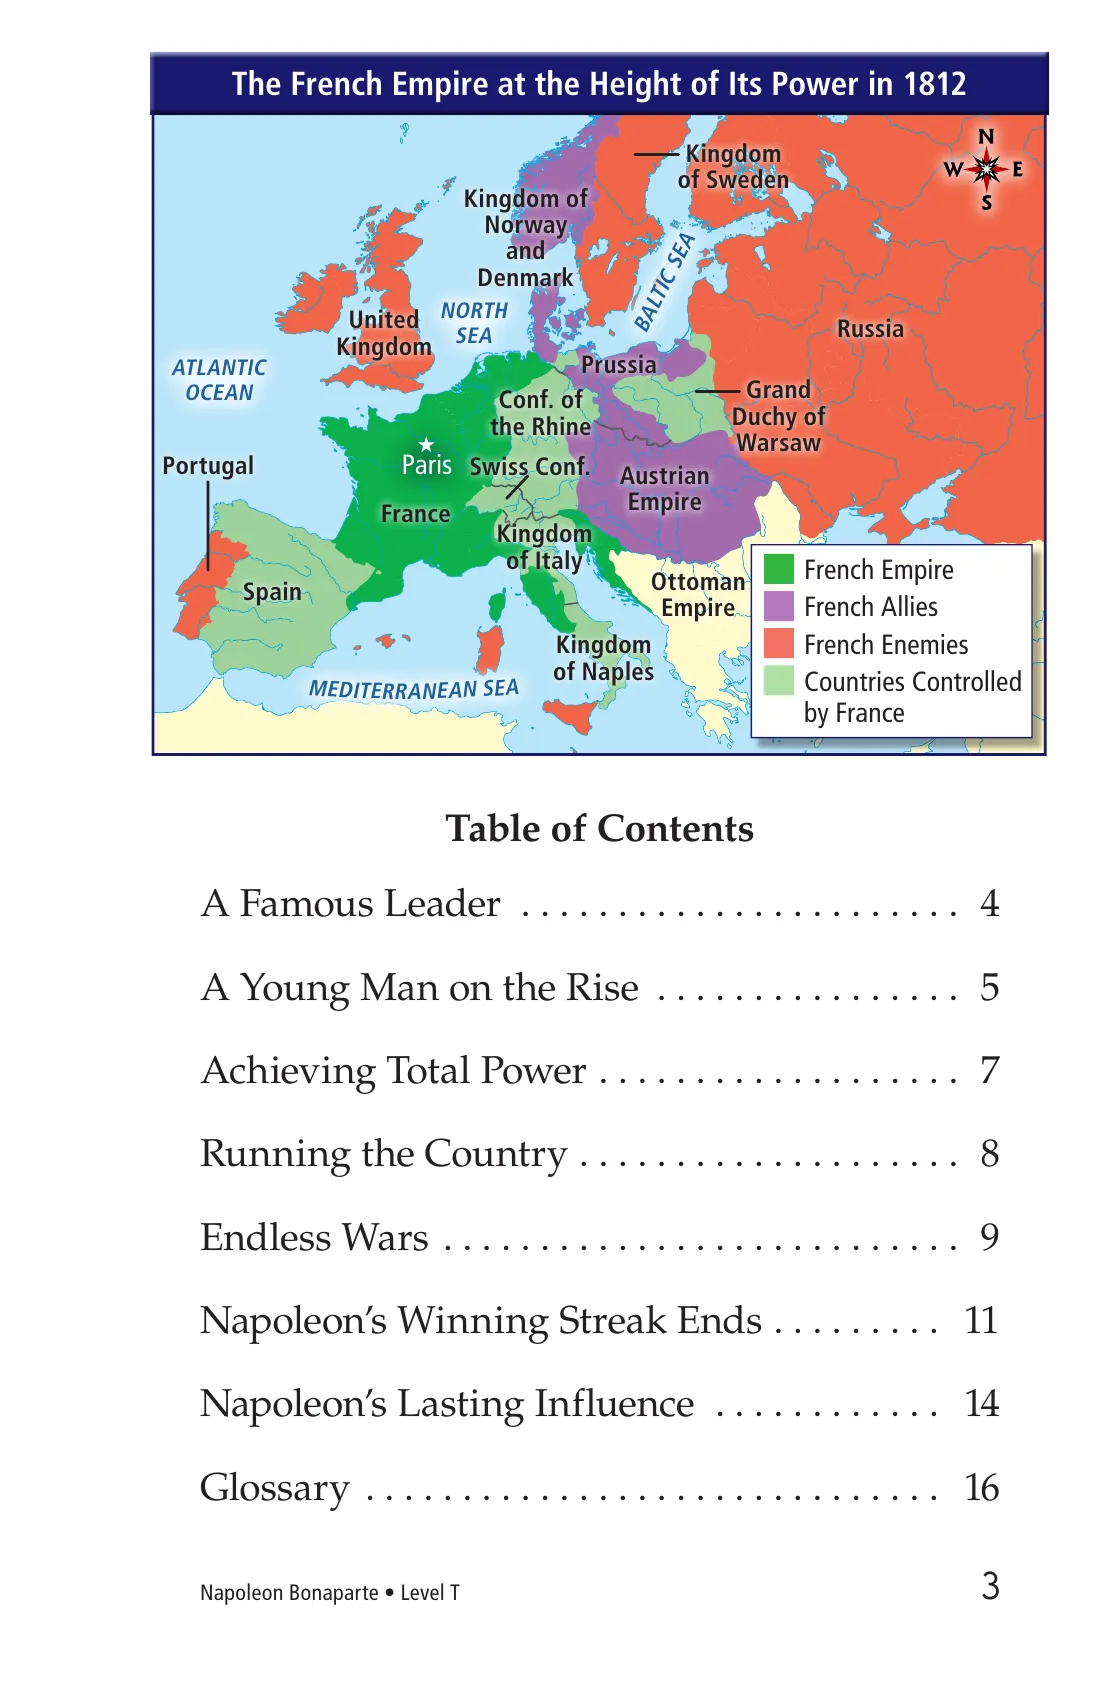 The French Empire at the Height of Its Power in 1812
N
W E
S
Kingdom
of Sweden
Kingdom of
Norway
and
Denmark
BALTIC SEA
NORTH
SEA
United
Kingdom
Russia
ATLANTIC
OCEAN
Prussia
Grand
Duchy of
Warsaw
Conf. of
the Rhine
Paris
Portugal
Swiss Conf.
Austrian
Empire
France
Kingdom
of Italy
Spain
Ottoman
Empire
Kingdom
of Naples
MEDITERRANEAN SEA
French Empire
French Allies
French Enemies
Countries Controlled
by France
Table of Contents
A Famous Leader . . . . . . . . . . . . . . . . . . . . . . . 4
A Young Man on the Rise . . . . . . . . . . . . . . . . 5
Achieving Total Power . . . . . . . . . . . . . . . . . . . 7
Running the Country . . . . . . . . . . . . . . . . . . . . 8
Endless Wars . . . . . . . . . . . . . . . . . . . . . . . . . . . 9
Napoleon’s Winning Streak Ends . . . . . . . . . 11
Napoleon’s Lasting Influence . . . . . . . . . . . . 14
Glossary . . . . . . . . . . . . . . . . . . . . . . . . . . . . . . 16
Napoleon Bonaparte • Level T
3